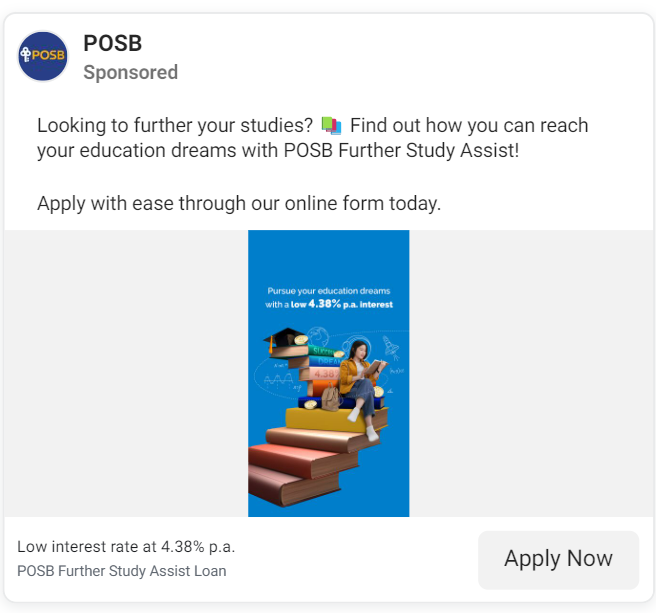 POSB
POSB
Sponsored
Looking to further your studies? Find out how you can reach
your education dreams with POSB Further Study Assist!
Apply with ease through our online form today.
Pursue your education dreams
with a low 4.38% p.a. interest
DREAM
4.38
Low interest rate at 4.38% p.a.
POSB Further Study Assist Loan
Apply Now